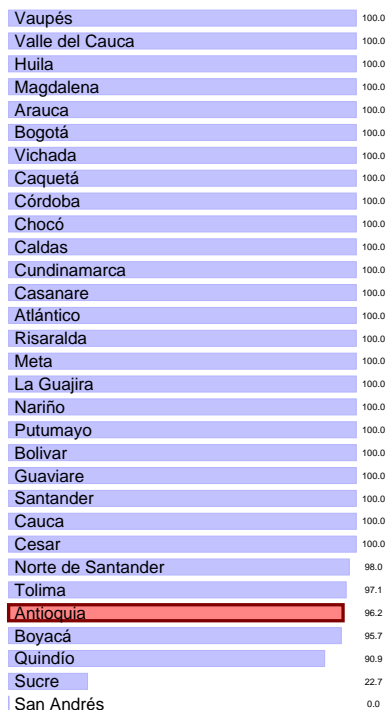 Vaupés 100.0
Valle del Cauca 100.0
Huila 100.0
Magdalena 100.0
Arauca 100.0
Bogotá 100.0
Vichada 100.0
Caquetá 100.0
Córdoba 100.0
Chocó 100.0
Caldas 100.0
Cundinamarca 100.0
Casanare 100.0
Atlántico 100.0
Risaralda 100.0
Meta 100.0
La Guajira 100.0
Nariño 100.0
Putumayo 100.0
Bolivar 100.0
Guaviare 100.0
Santander 100.0
Cauca 100.0
Cesar 100.0
Norte de Santander 98.0
Tolima 97.1
Antioquia 96.2
Boyacá 95.7
Quindío 90.9
Sucre 22.7
San Andrés 0.0